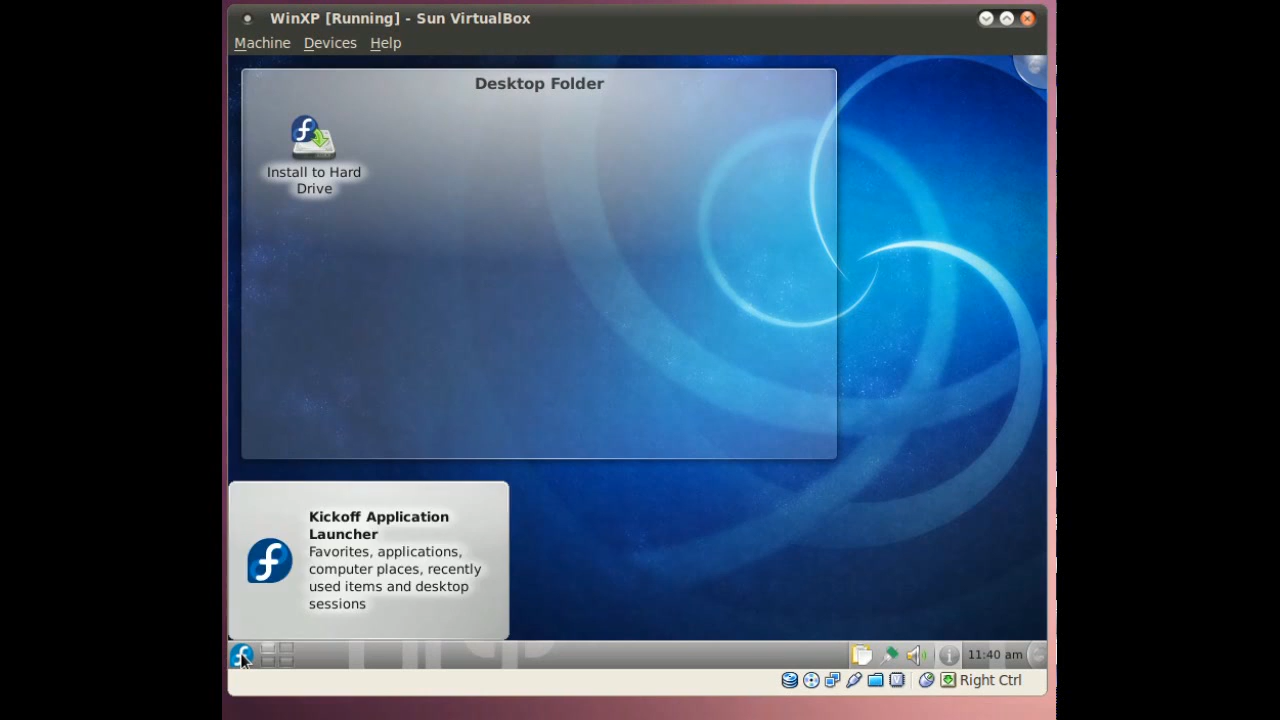 WinXP [Running] - Sun VirtualBox
Machine Devices Help
Desktop Folder
Install to Hard
Drive
Kickoff Application
Launcher
Favorites, applications,
computer places, recently
used items and desktop
sessions
11:40 am
Right Ctrl